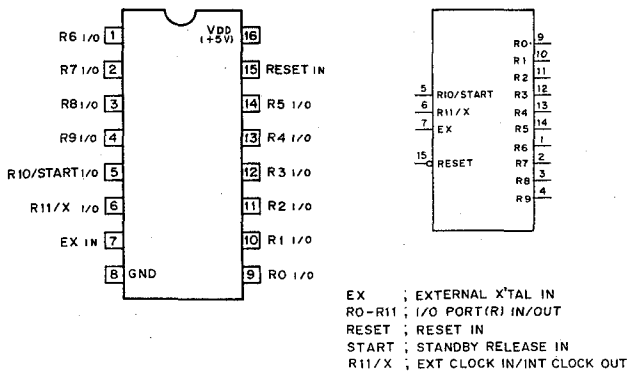 R6 I/O 1
R7 I/O 2
R8 I/O 3
R9 I/O 4
R10/START I/O 5
R11/X I/O 6
EX IN 7
8 GND
VDD 16
(+5V)
15 RESET IN
14 R5 I/O
13 R4 I/O
12 R3 I/O
11 R2 I/O
10 R1 I/O
9 R0 I/O
5 R10/START
6 R11/X
7 EX
15 RESET
R0 9
R1 10
R2 11
R3 12
R4 13
R5 14
R6 1
R7 2
R8 3
R9 4
EX ; EXTERNAL X'TAL IN
R0-R11 ; I/O PORT(R) IN/OUT
RESET ; RESET IN
START ; STANDBY RELEASE IN
R11/X ; EXT CLOCK IN/INT CLOCK OUT